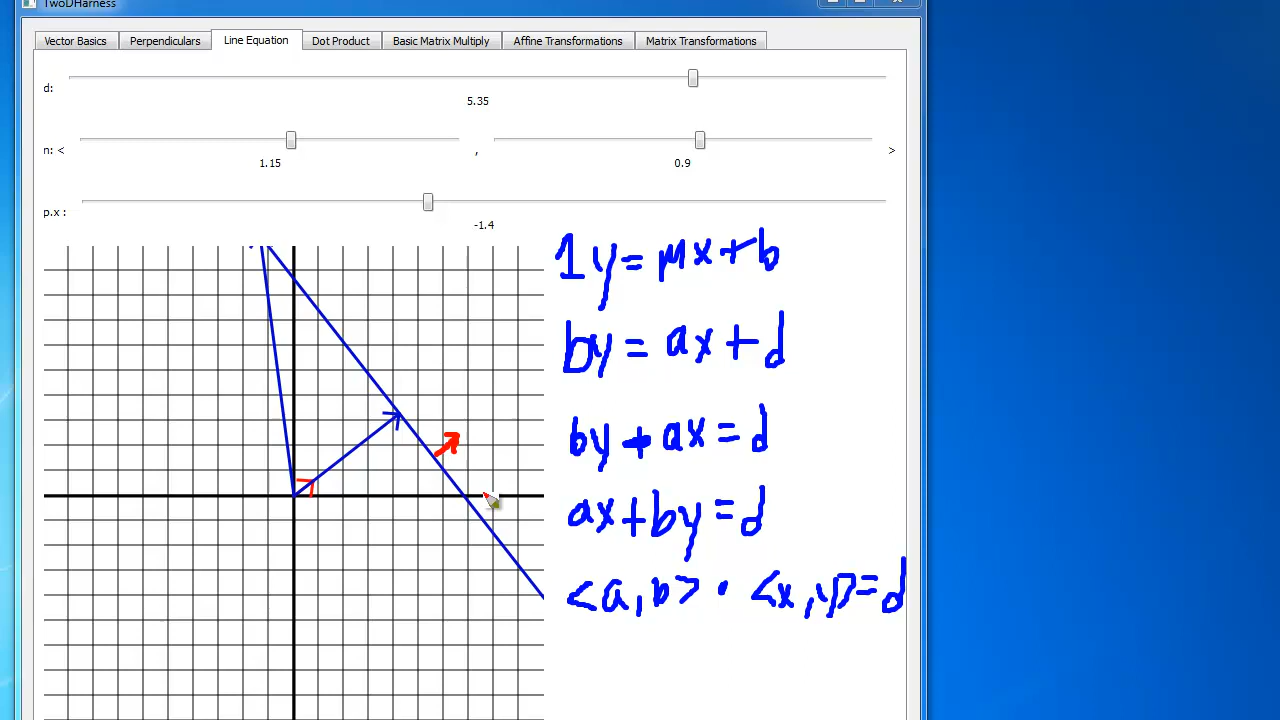 TwoDHarness
Vector Basics Perpendiculars Line Equation Dot Product Basic Matrix Multiply Affine Transformations Matrix Transformations
d:
5.35
n: < , >
1.15 0.9
p.x :
-1.4
1y = mx + b
by = ax + d
by + ax = d
ax + by = d
<a, b> · <x, y> = d